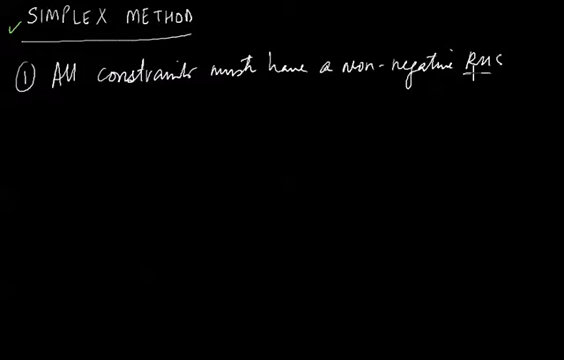 SIMPLEX METHOD
① All constraints must have a non-negative RHS